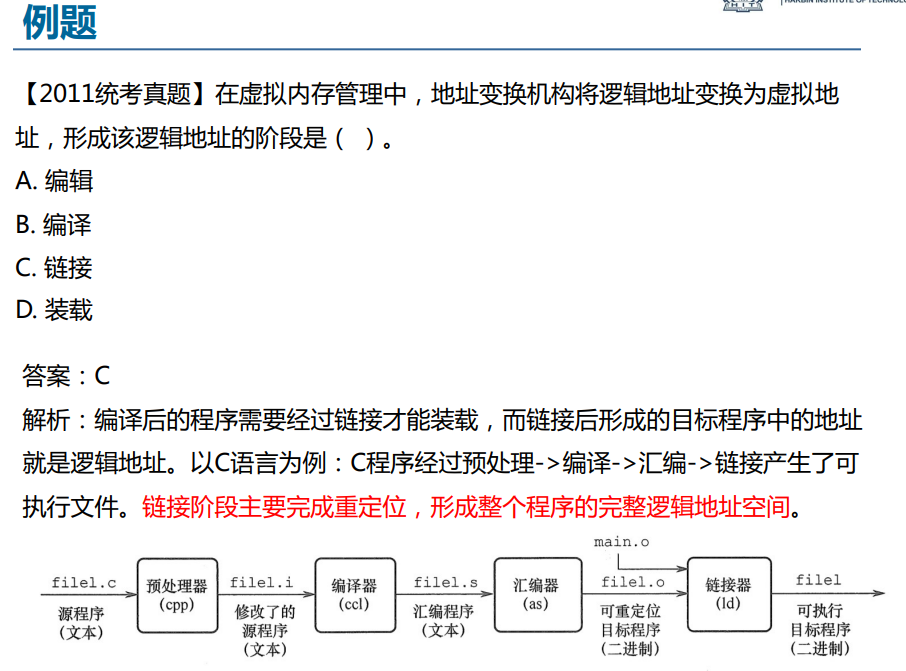 例题
【2011统考真题】在虚拟内存管理中，地址变换机构将逻辑地址变换为虚拟地
址，形成该逻辑地址的阶段是（  ）。
A. 编辑
B. 编译
C. 链接
D. 装载
答案：C
解析：编译后的程序需要经过链接才能装载，而链接后形成的目标程序中的地址
就是逻辑地址。以C语言为例：C程序经过预处理->编译->汇编->链接产生了可
执行文件。链接阶段主要完成重定位，形成整个程序的完整逻辑地址空间。
main.o
file1.c
预处理器
(cpp)
file1.i
编译器
(ccl)
file1.s
汇编器
(as)
file1.o
链接器
(ld)
file1
源程序
(文本)
修改了的
源程序
(文本)
汇编程序
(文本)
可重定位
目标程序
(二进制)
可执行
目标程序
(二进制)